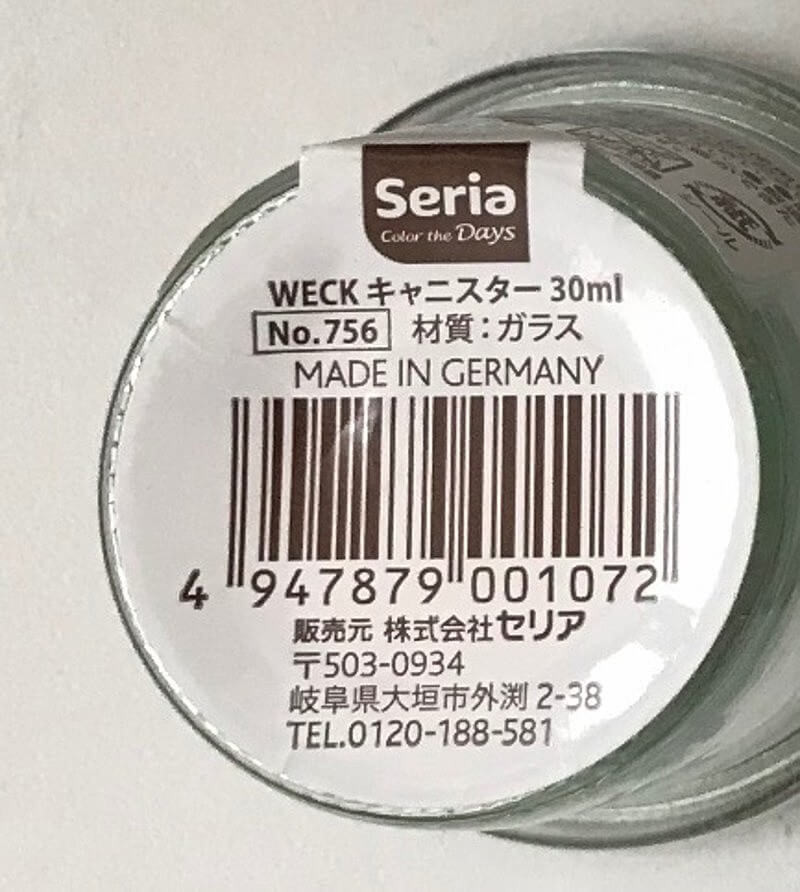 Seria
Color the Days
WECK キャニスター 30ml
No.756 材質：ガラス
MADE IN GERMANY
4 947879 001072
販売元 株式会社セリア
〒503-0934
岐阜県大垣市外渕 2-38
TEL.0120-188-581